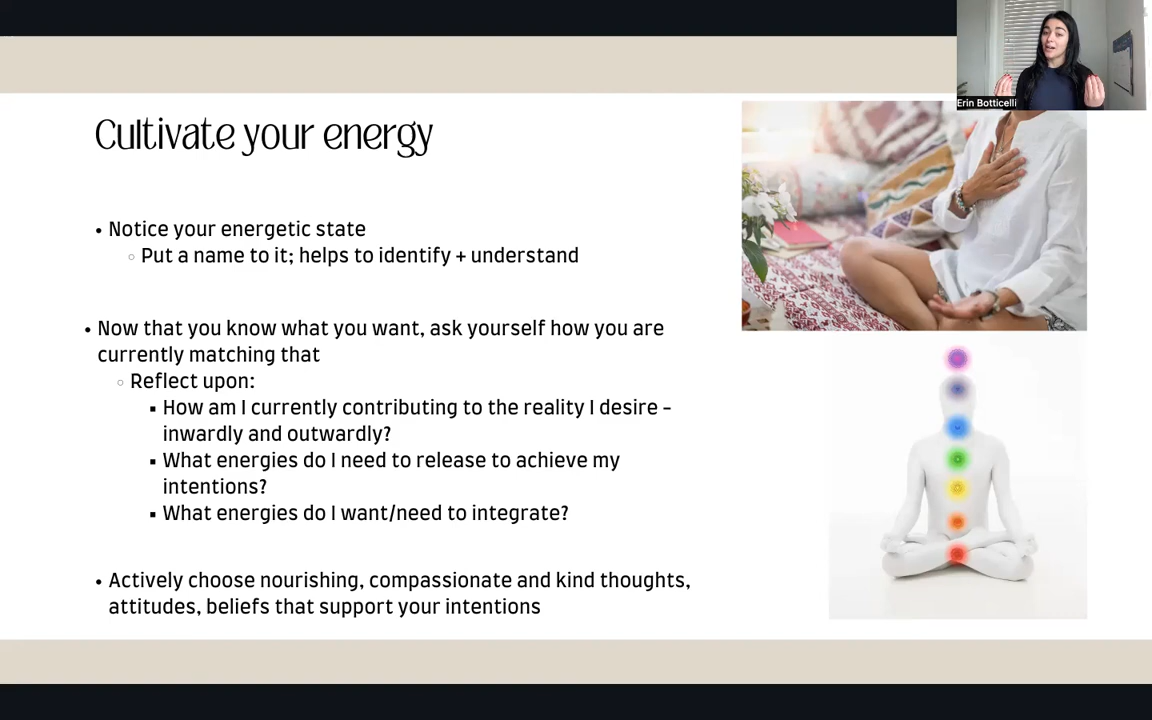 Erin Botticelli
Cultivate your energy
• Notice your energetic state
○ Put a name to it; helps to identify + understand
• Now that you know what you want, ask yourself how you are
currently matching that
○ Reflect upon:
▪ How am I currently contributing to the reality I desire -
inwardly and outwardly?
▪ What energies do I need to release to achieve my
intentions?
▪ What energies do I want/need to integrate?
• Actively choose nourishing, compassionate and kind thoughts,
attitudes, beliefs that support your intentions